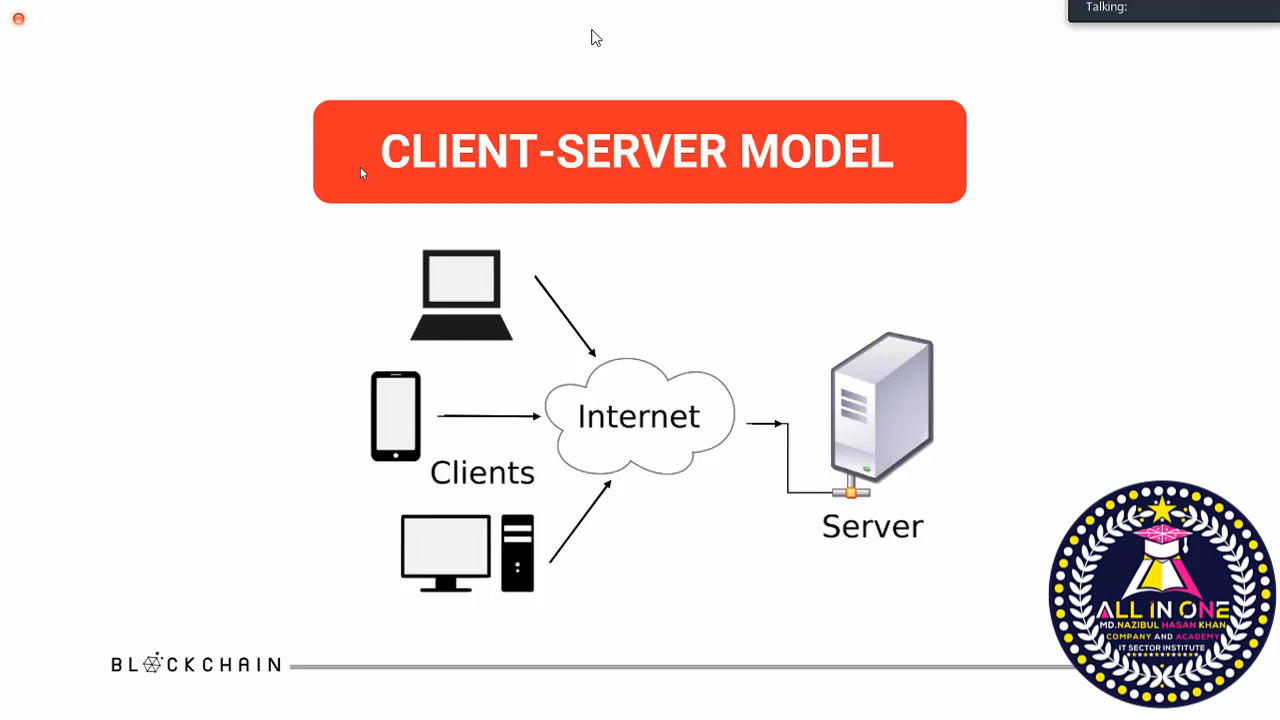 Talking:
CLIENT-SERVER MODEL
Internet
Clients
Server
BLOCKCHAIN
ALL IN ONE
MD.NAZIBUL HASAN KHAN
COMPANY AND ACADEMY
IT SECTOR INSTITUTE